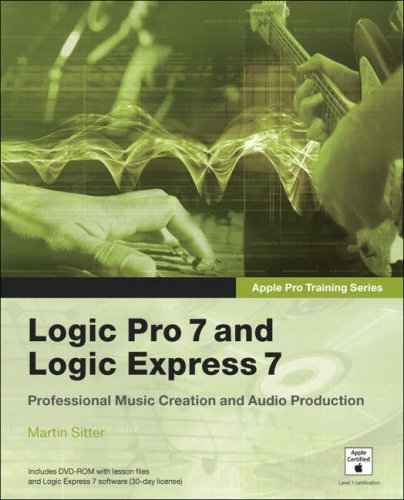 Apple Pro Training Series
Logic Pro 7 and
Logic Express 7
Professional Music Creation and Audio Production
Martin Sitter
Includes DVD-ROM with lesson files
and Logic Express 7 software (30-day license)
Apple
Certified
Level 1 certification